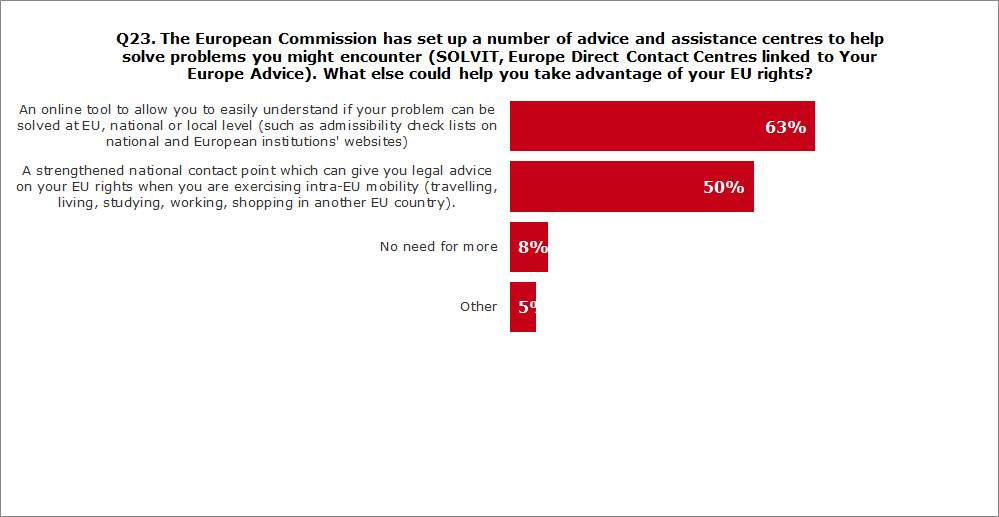 Q23. The European Commission has set up a number of advice and assistance centres to help
solve problems you might encounter (SOLVIT, Europe Direct Contact Centres linked to Your
Europe Advice). What else could help you take advantage of your EU rights?
An online tool to allow you to easily understand if your problem can be
solved at EU, national or local level (such as admissibility check lists on
national and European institutions' websites)
63%
A strengthened national contact point which can give you legal advice
on your EU rights when you are exercising intra-EU mobility (travelling,
living, studying, working, shopping in another EU country).
50%
No need for more
8%
Other
5%